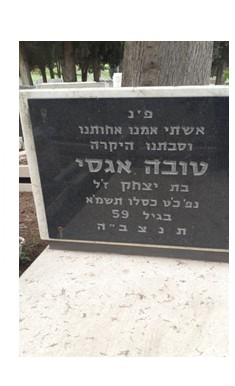 פ״נ
אשתי אמנו אחותנו
וסבתנו היקרה
טובה אגסי
בת יצחק ז״ל
נפ׳ כ״ט כסלו תשמ״א
בגיל 59
ת נ צ ב ״ ה